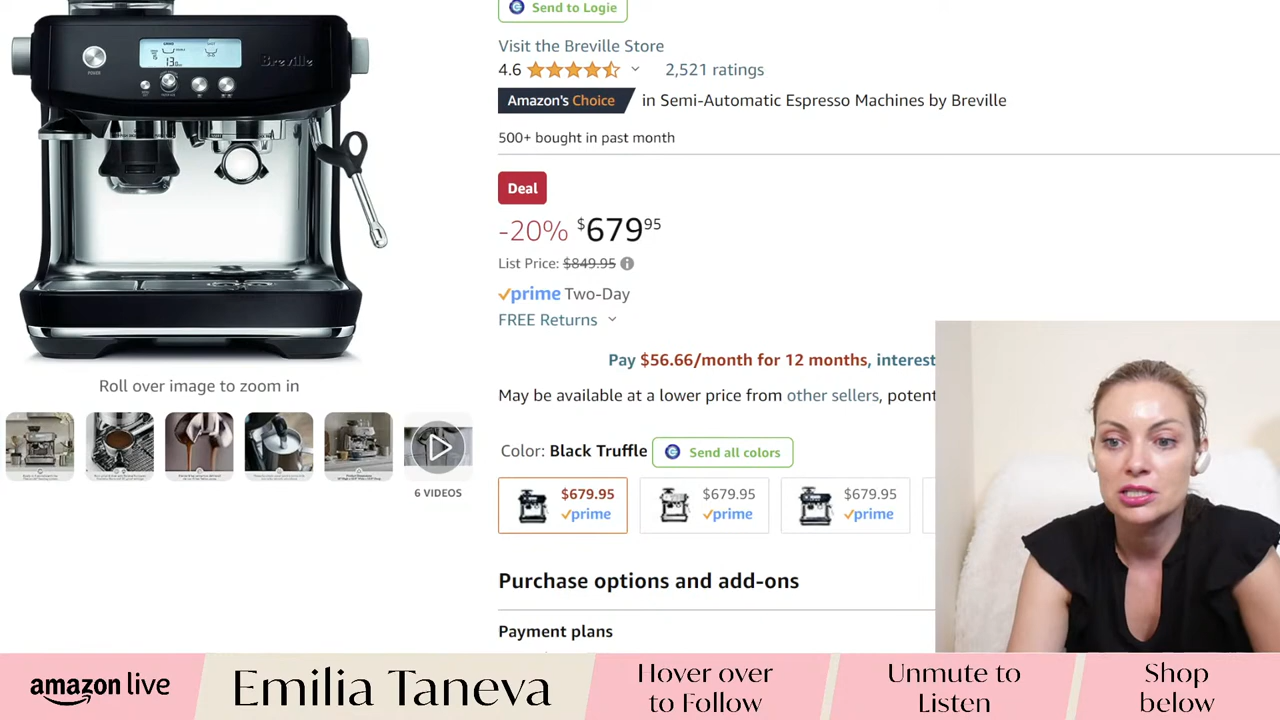 Send to Logie
Visit the Breville Store
4.6 2,521 ratings
Amazon's Choice in Semi-Automatic Espresso Machines by Breville
500+ bought in past month
Deal
-20% $679 95
List Price: $849.95
prime Two-Day
FREE Returns
Pay $56.66/month for 12 months, interest
May be available at a lower price from other sellers, potent
Color: Black Truffle Send all colors
$679.95 $679.95 $679.95
prime prime prime
Purchase options and add-ons
Payment plans
POWER
Breville
Roll over image to zoom in
6 VIDEOS
amazon live
Emilia Taneva
Hover over
to Follow
Unmute to
Listen
Shop
below